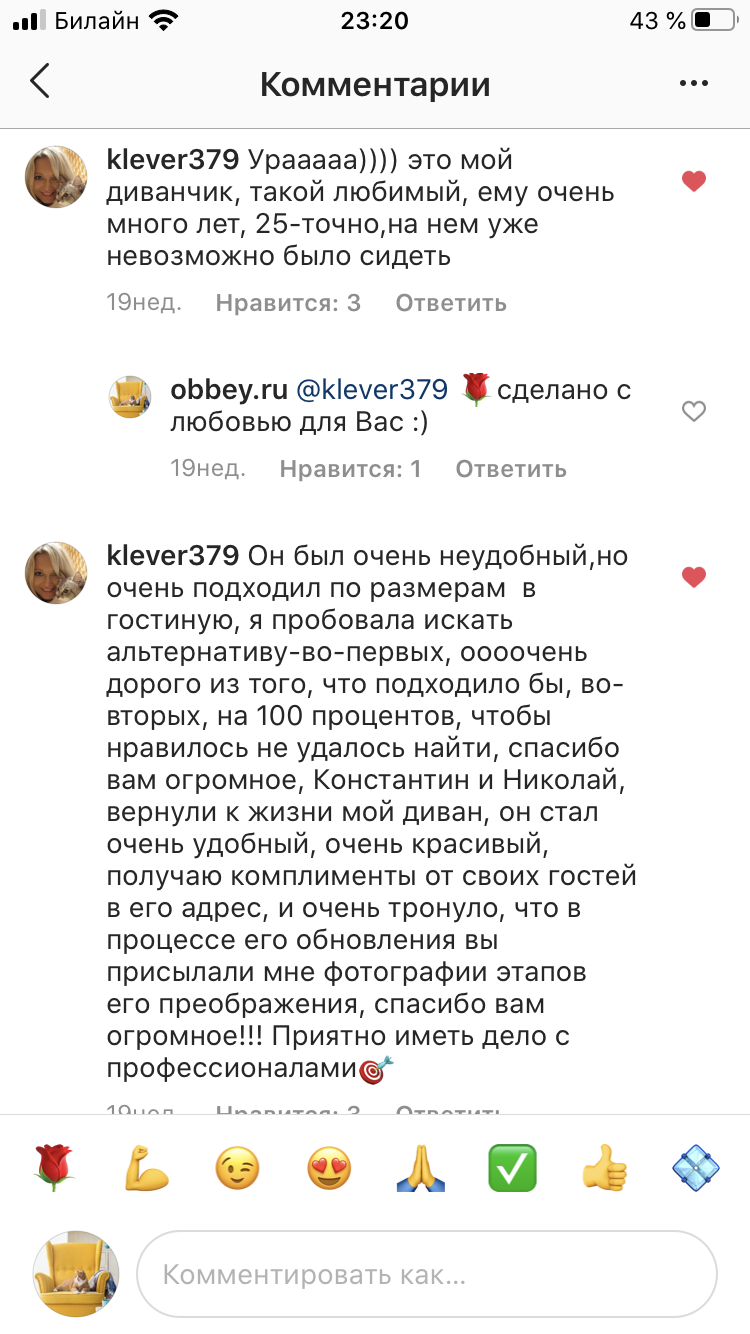 Билайн 23:20 43 %
Комментарии
klever379 Урааааа)))) это мой
диванчик, такой любимый, ему очень
много лет, 25-точно,на нем уже
невозможно было сидеть
19нед. Нравится: 3 Ответить
obbey.ru @klever379 🌹сделано с
любовью для Вас :)
19нед. Нравится: 1 Ответить
klever379 Он был очень неудобный,но
очень подходил по размерам в
гостиную, я пробовала искать
альтернативу-во-первых, оооочень
дорого из того, что подходило бы, во-
вторых, на 100 процентов, чтобы
нравилось не удалось найти, спасибо
вам огромное, Константин и Николай,
вернули к жизни мой диван, он стал
очень удобный, очень красивый,
получаю комплименты от своих гостей
в его адрес, и очень тронуло, что в
процессе его обновления вы
присылали мне фотографии этапов
его преображения, спасибо вам
огромное!!! Приятно иметь дело с
профессионалами🎯
19нед. Нравится: 3 Ответить
Комментировать как...